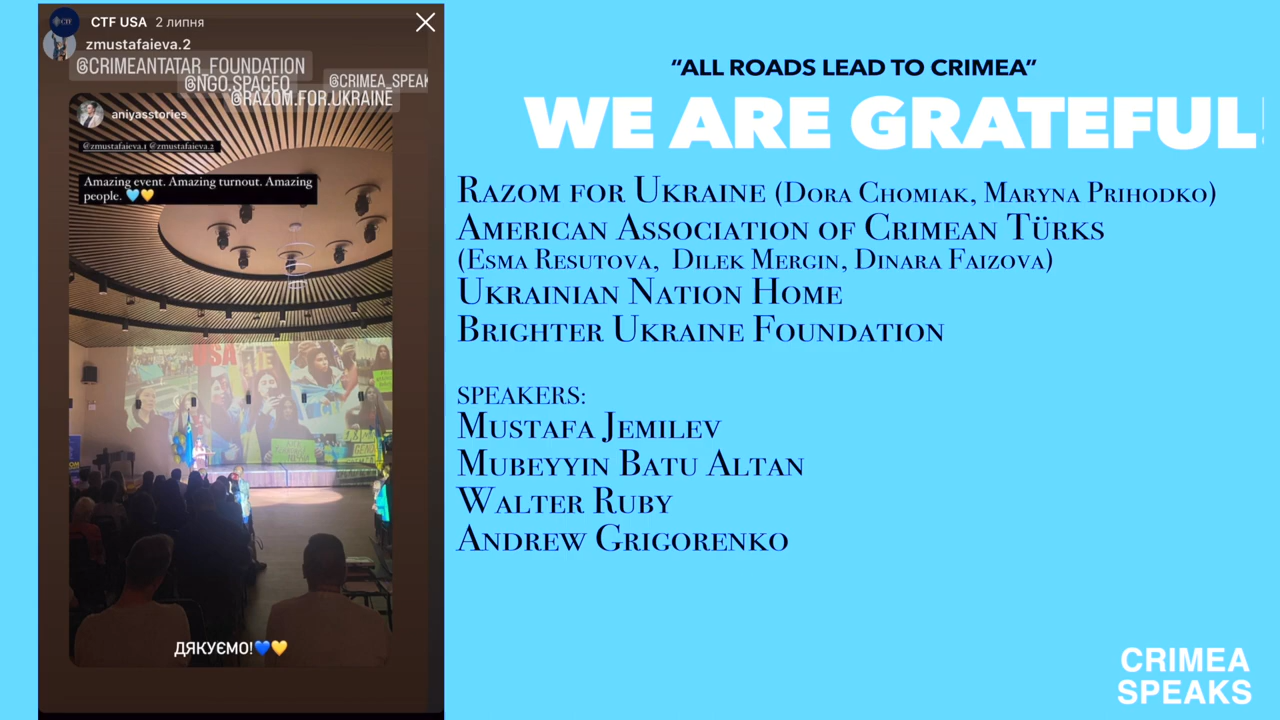 CTF USA 2 липня
zmustafaieva.2
@CRIMEANTATAR_FOUNDATION
@NGO.SPACEQ
@CRIMEA_SPEAK
@RAZOM.FOR.UKRAINE
aniyasstories
@zmustafaieva.1 @zmustafaieva.2
Amazing event. Amazing turnout. Amazing
people. 🩵💛
USA
ДЯКУЄМО!💙💛
“ALL ROADS LEAD TO CRIMEA”
WE ARE GRATEFUL!
Razom for Ukraine (Dora Chomiak, Maryna Prihodko)
American Association of Crimean Türks
(Esma Resutova, Dilek Mergin, Dinara Faizova)
Ukrainian Nation Home
Brighter Ukraine Foundation
SPEAKERS:
Mustafa Jemilev
Mubeyyin Batu Altan
Walter Ruby
Andrew Grigorenko
CRIMEA
SPEAKS